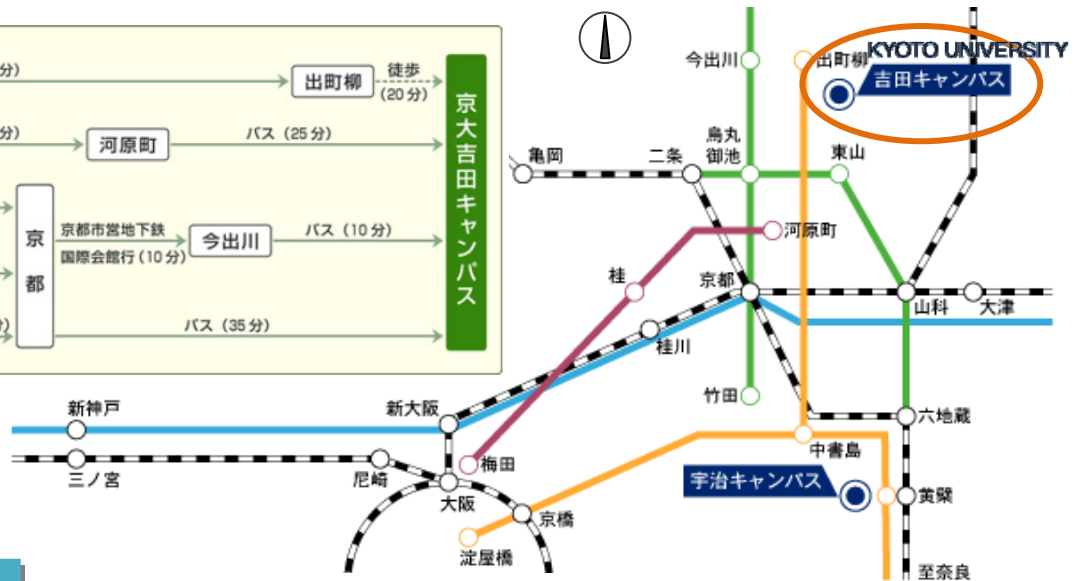 分)
出町柳
徒歩
(20分)
分)
河原町
バス (25分)
京都
京都市営地下鉄
国際会館行(10分)
今出川
バス (10分)
)
バス (35分)
京大吉田キャンパス
KYOTO UNIVERSITY
今出川
出町柳
吉田キャンパス
烏丸
御池
亀岡
二条
東山
河原町
桂
京都
山科
大津
桂川
竹田
新神戸
新大阪
六地蔵
中書島
梅田
三ノ宮
尼崎
宇治キャンパス
黄檗
大阪
京橋
淀屋橋
至奈良